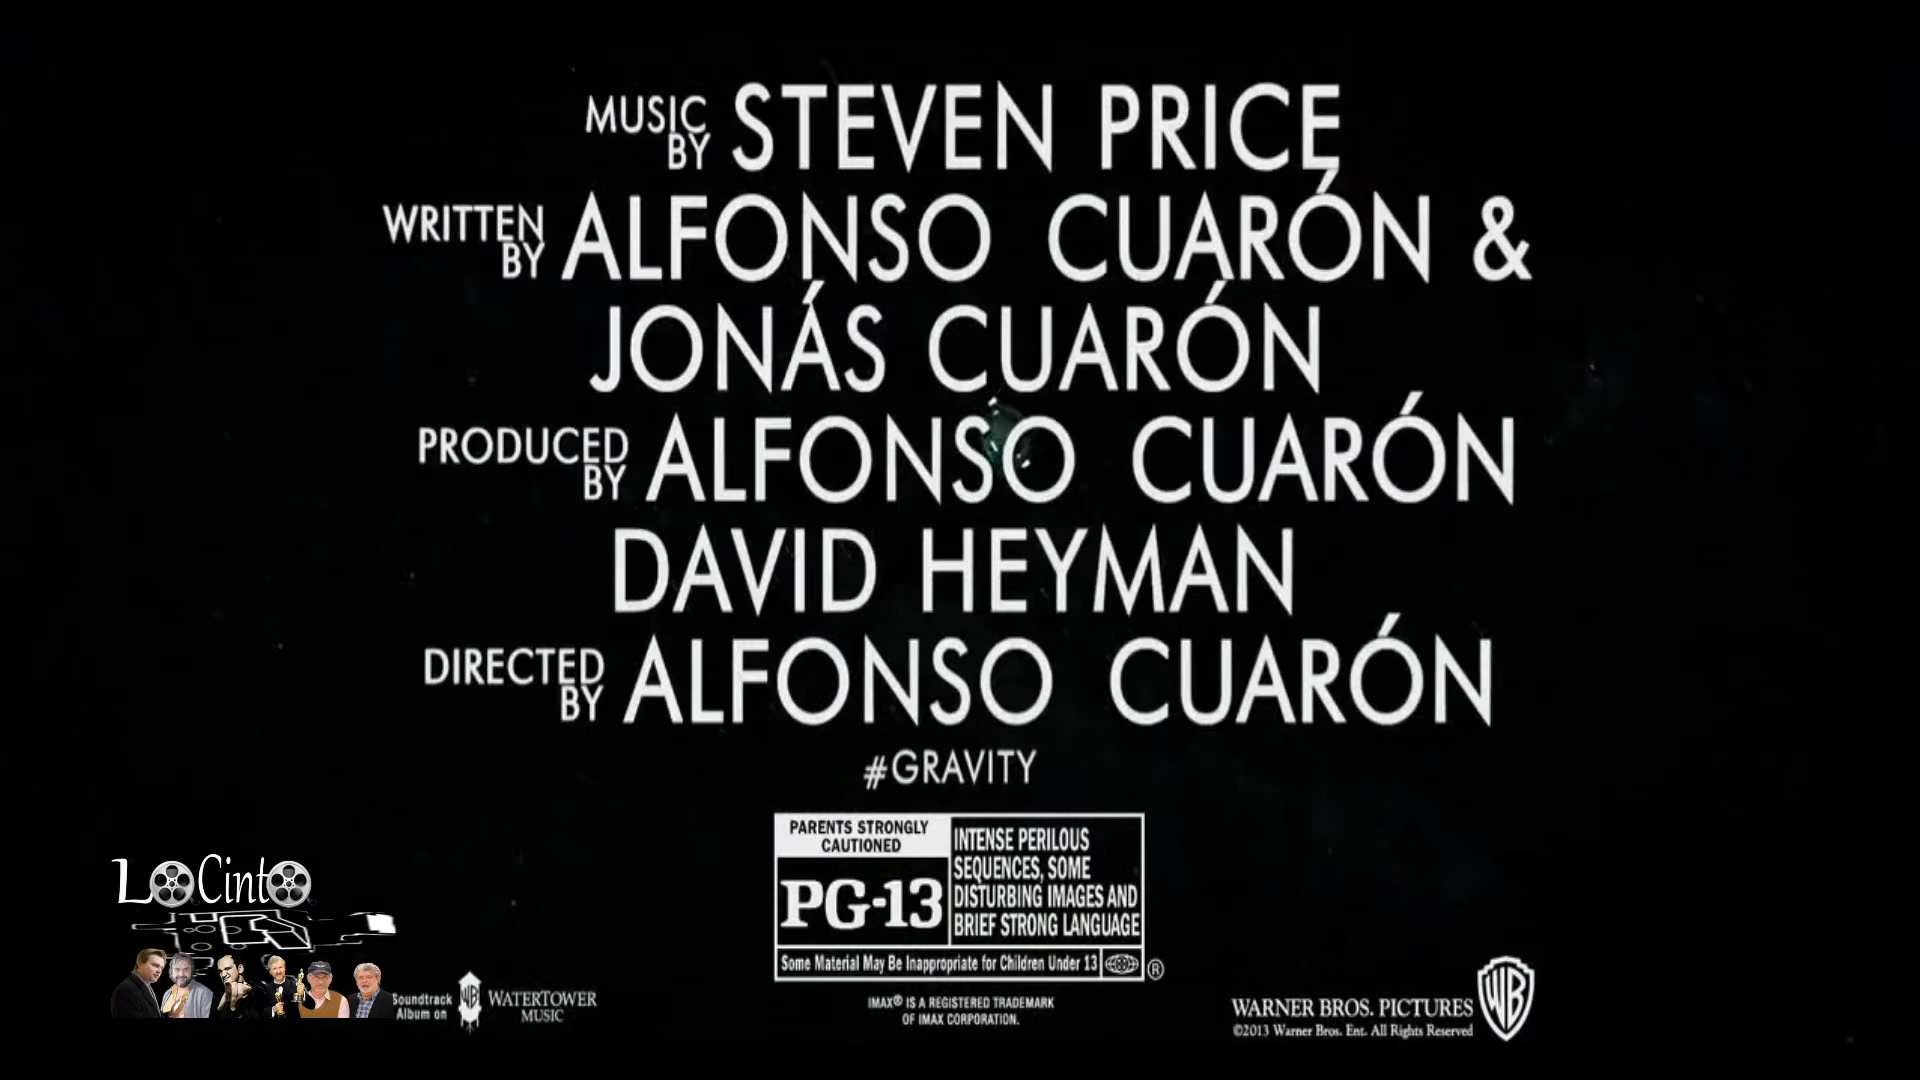 MUSIC BY STEVEN PRICE
WRITTEN BY ALFONSO CUARÓN &
JONÁS CUARÓN
PRODUCED BY ALFONSO CUARÓN
DAVID HEYMAN
DIRECTED BY ALFONSO CUARÓN
#GRAVITY
PARENTS STRONGLY
CAUTIONED
PG-13
INTENSE PERILOUS
SEQUENCES, SOME
DISTURBING IMAGES AND
BRIEF STRONG LANGUAGE
Some Material May Be Inappropriate for Children Under 13
®
LoCinto
Soundtrack
Album on
WATERTOWER
MUSIC
IMAX® IS A REGISTERED TRADEMARK
OF IMAX CORPORATION.
WARNER BROS. PICTURES
WB
©2013 Warner Bros. Ent. All Rights Reserved